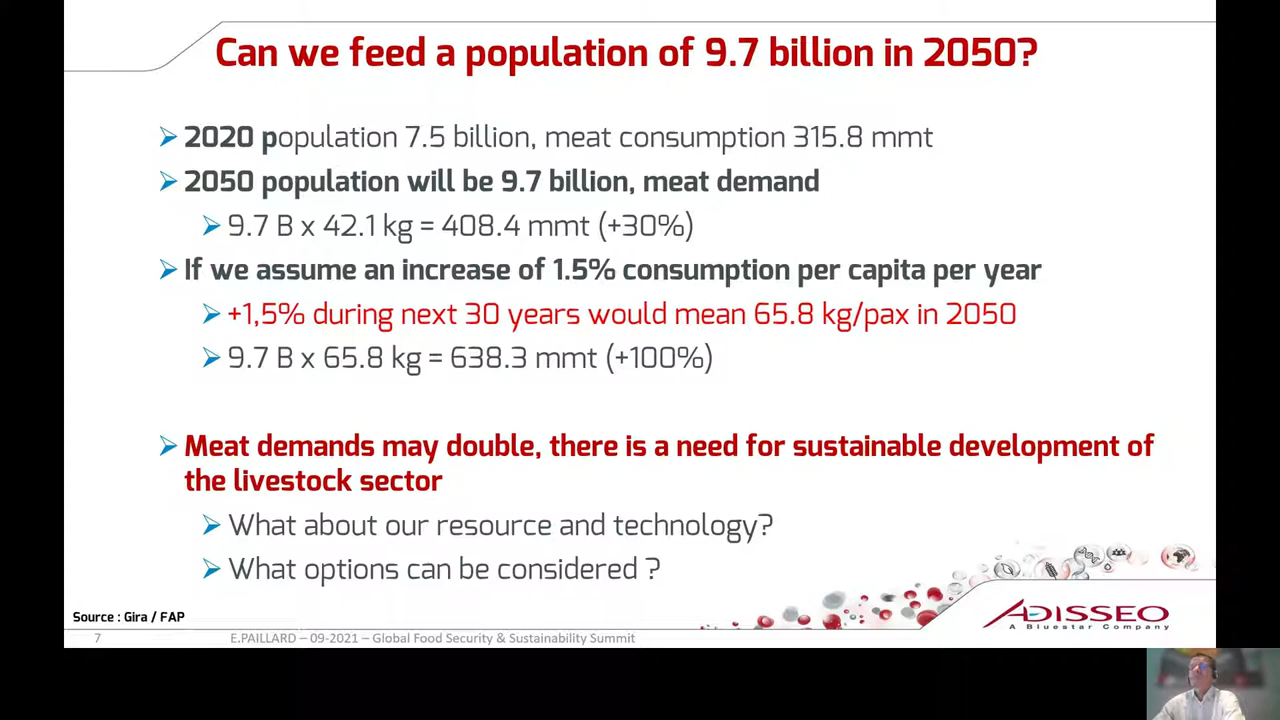 Can we feed a population of 9.7 billion in 2050?
2020 population 7.5 billion, meat consumption 315.8 mmt
2050 population will be 9.7 billion, meat demand
9.7 B x 42.1 kg = 408.4 mmt (+30%)
If we assume an increase of 1.5% consumption per capita per year
+1,5% during next 30 years would mean 65.8 kg/pax in 2050
9.7 B x 65.8 kg = 638.3 mmt (+100%)
Meat demands may double, there is a need for sustainable development of
the livestock sector
What about our resource and technology?
What options can be considered ?
Source : Gira / FAP
ADISSEO
A Bluestar Company
7 E.PAILLARD – 09-2021 – Global Food Security & Sustainability Summit